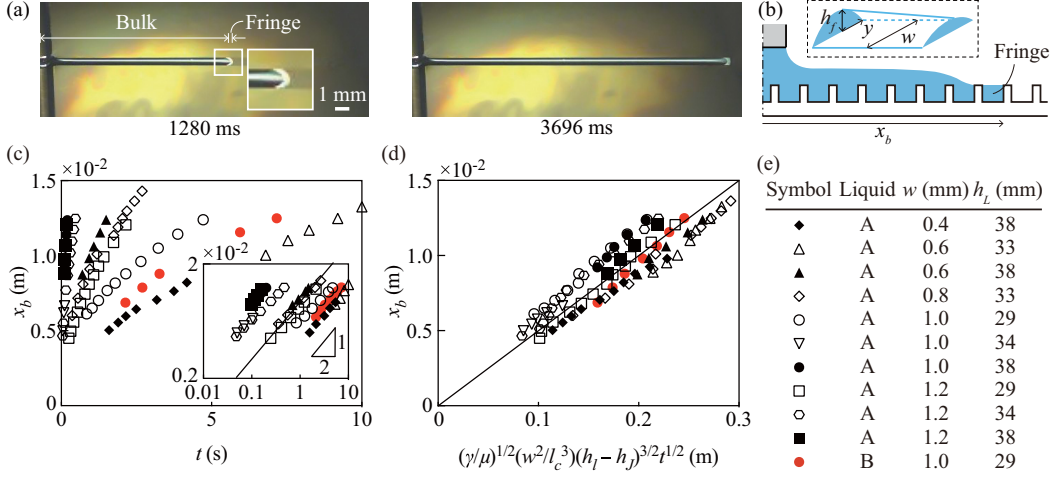 (a)
Bulk
Fringe
1 mm
1280 ms
3696 ms
(b)
h_f
y
w
Fringe
x_b
(c)
×10⁻²
1.5
1.0
0.5
0
x_b (m)
0
5
10
t (s)
2 ×10⁻²
0.2
0.01
0.1
1
10
1
2
(d)
×10⁻²
1.5
1.0
0.5
0
x_b (m)
0
0.1
0.2
0.3
(γ/μ)^1/2(w²/l_c³)(h_l – h_J)^3/2 t^1/2 (m)
(e)
Symbol Liquid w (mm) h_L (mm)
◆ A 0.4 38
△ A 0.6 33
▲ A 0.6 38
◇ A 0.8 33
○ A 1.0 29
▽ A 1.0 34
● A 1.0 38
□ A 1.2 29
○ A 1.2 34
■ A 1.2 38
● B 1.0 29